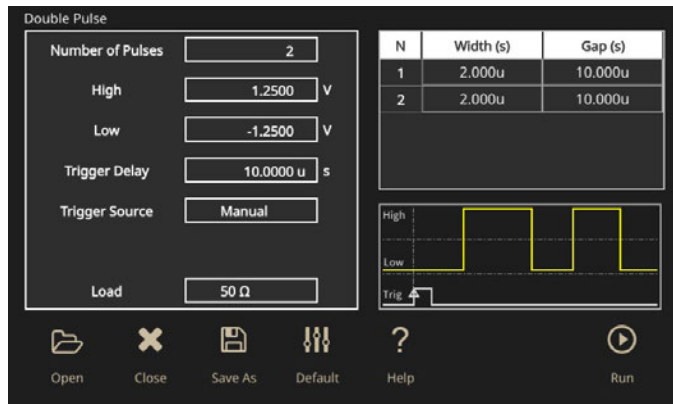 Double Pulse
Number of Pulses 2
High 1.2500 V
Low -1.2500 V
Trigger Delay 10.0000 u s
Trigger Source Manual
Load 50 Ω
N Width (s) Gap (s)
1 2.000u 10.000u
2 2.000u 10.000u
High
Low
Trig
Open Close Save As Default ? Help Run